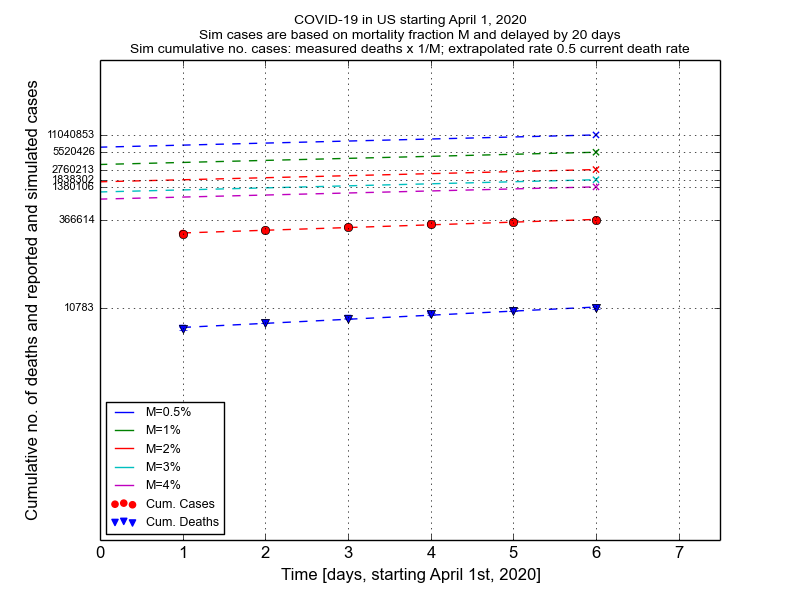 COVID-19 in US starting April 1, 2020
Sim cases are based on mortality fraction M and delayed by 20 days
Sim cumulative no. cases: measured deaths x 1/M; extrapolated rate 0.5 current death rate
Cumulative no. of deaths and reported and simulated cases
11040853
5520426
2760213
1838302
1380106
366614
10783
M=0.5%
M=1%
M=2%
M=3%
M=4%
Cum. Cases
Cum. Deaths
0 1 2 3 4 5 6 7
Time [days, starting April 1st, 2020]